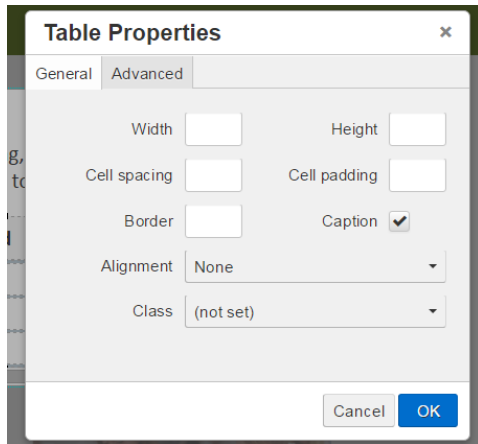 Table Properties ×
General Advanced
Width Height
g,
Cell spacing Cell padding
to
Border Caption
Alignment None
Class (not set)
Cancel OK